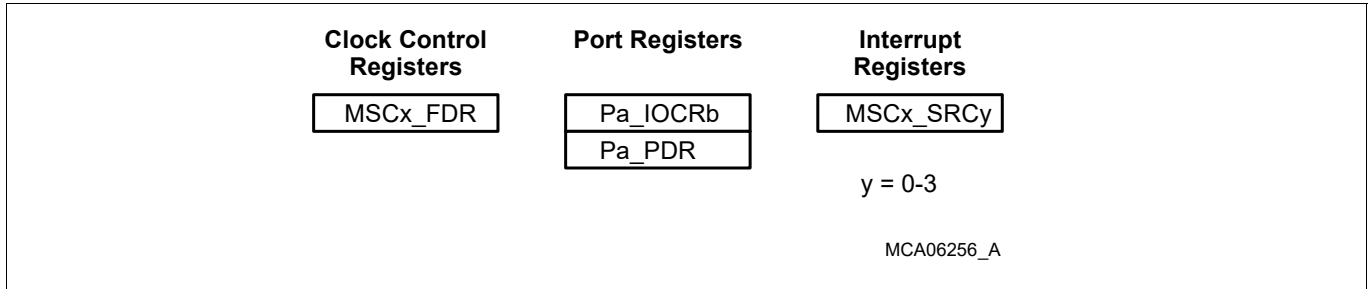 Clock Control Registers
Port Registers
Interrupt Registers
MSCx_FDR
Pa_IOCRb
MSCx_SRCy
Pa_PDR
y = 0-3
MCA06256_A